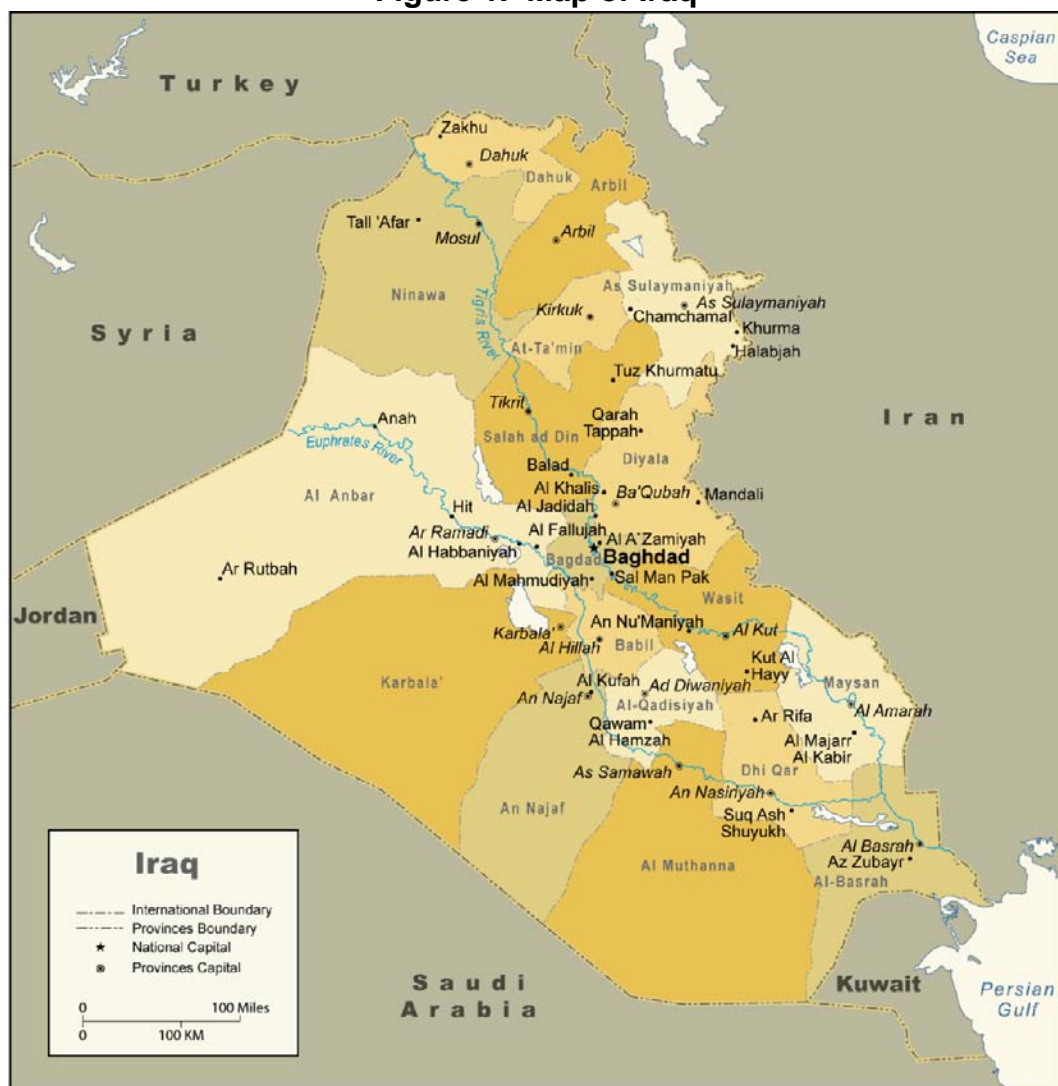 Figure 1. Map of Iraq
Caspian
Sea
Turkey
Zakhu
Dahuk
Dahuk
Arbil
Tall 'Afar
Mosul
Arbil
Ninawa
Tigris River
As Sulaymaniyah
As Sulaymaniyah
Kirkuk
Chamchamal
Khurma
Halabjah
At-Ta'min
Syria
Tuz Khurmatu
Iran
Tikrit
Qarah
Tappah
Anah
Salah ad Din
Euphrates River
Diyala
Balad
Al Khalis
Ba'Qubah
Mandali
Al Anbar
Hit
Al Jadidah
Ar Ramadi
Al Fallujah
Al A`Zamiyah
Al Habbaniyah
Bagdad
Baghdad
Ar Rutbah
Al Mahmudiyah
Sal Man Pak
Wasit
Jordan
Karbala'
An Nu'Maniyah
Al Kut
Al Hillah
Babil
Kut Al
Hayy
Karbala'
Al Kufah
Ad Diwaniyah
Maysan
An Najaf
Al-Qadisiyah
Al Amarah
Qawam
Al Hamzah
Ar Rifa
Al Majarr
Al Kabir
As Samawah
Dhi Qar
An Nasiriyah
An Najaf
Suq Ash
Shuyukh
Al Basrah
Az Zubayr
Al Muthanna
Al-Basrah
Iraq
International Boundary
Provinces Boundary
National Capital
Provinces Capital
0 100 Miles
0 100 KM
Saudi
Arabia
Kuwait
Persian
Gulf